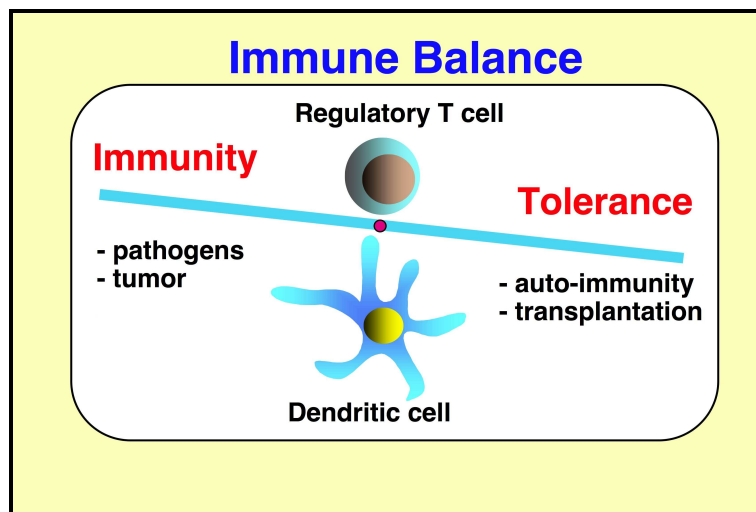 Immune Balance
Regulatory T cell
Immunity
Tolerance
- pathogens
- tumor
- auto-immunity
- transplantation
Dendritic cell